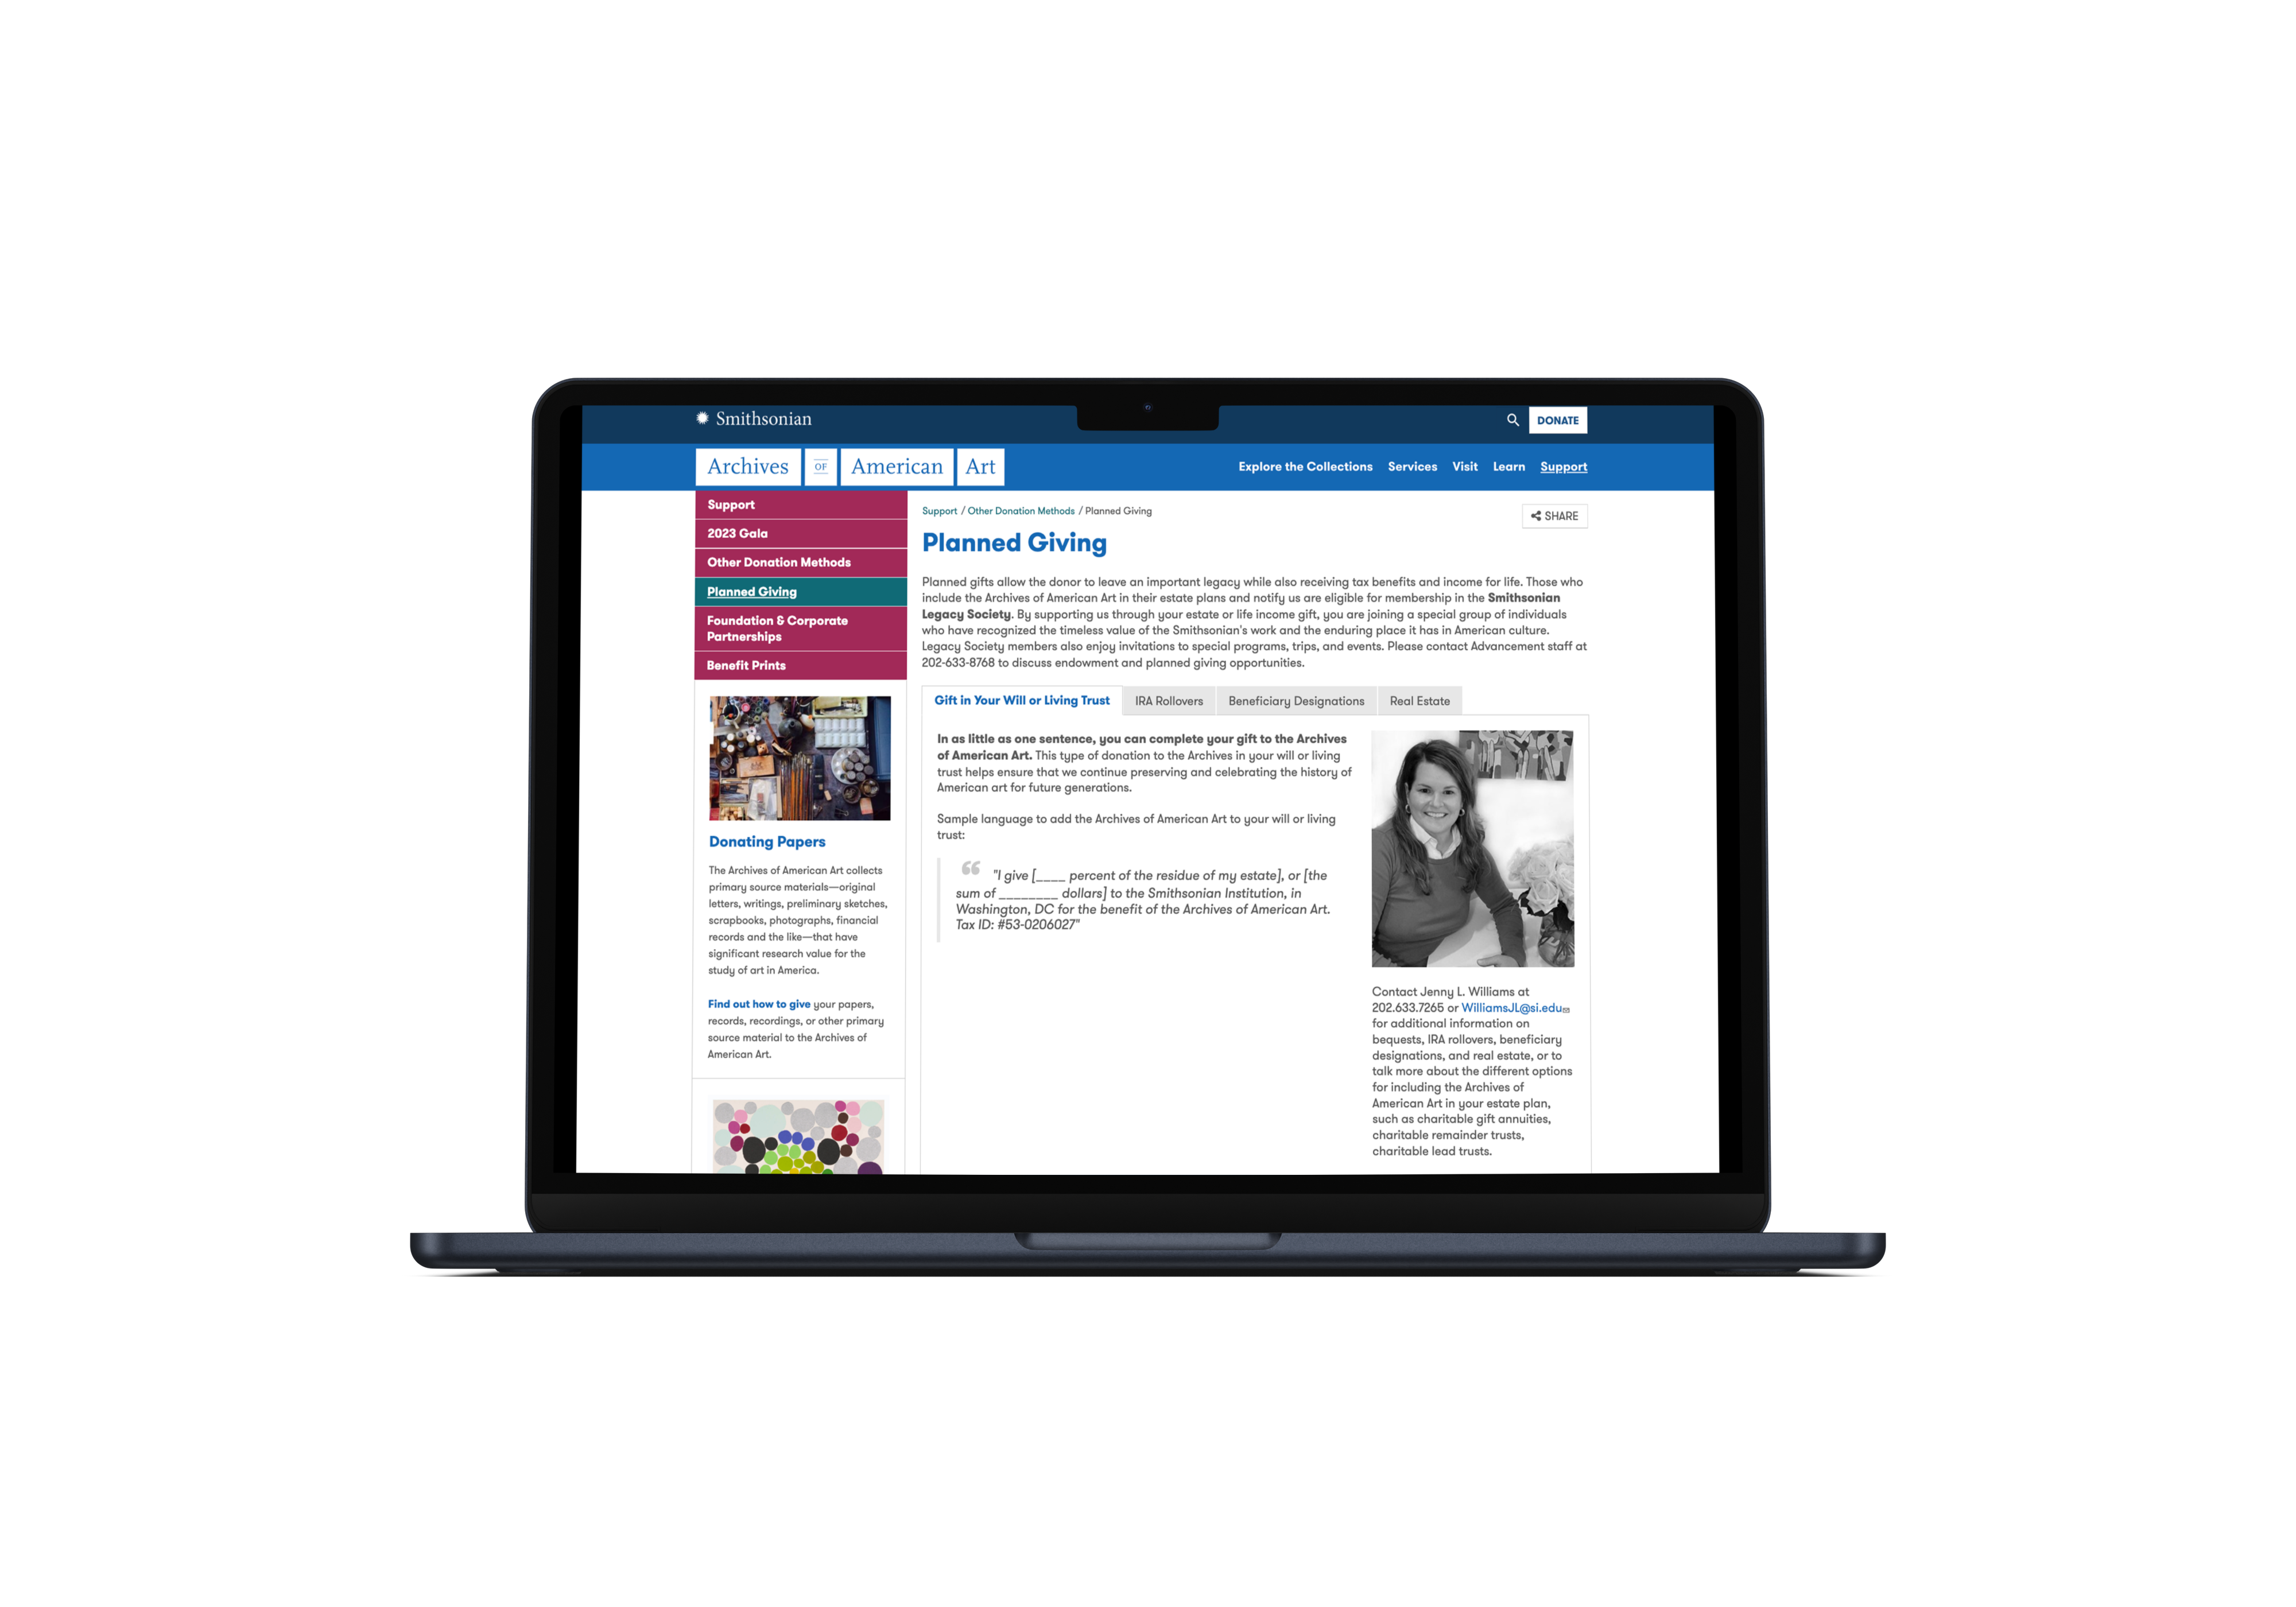 Smithsonian
DONATE
Archives OF American Art
Explore the Collections Services Visit Learn Support
Support
2023 Gala
Other Donation Methods
Planned Giving
Foundation & Corporate
Partnerships
Benefit Prints
Donating Papers
The Archives of American Art collects
primary source materials—original
letters, writings, preliminary sketches,
scrapbooks, photographs, financial
records and the like—that have
significant research value for the
study of art in America.
Find out how to give your papers,
records, recordings, or other primary
source material to the Archives of
American Art.
Support / Other Donation Methods / Planned Giving
SHARE
Planned Giving
Planned gifts allow the donor to leave an important legacy while also receiving tax benefits and income for life. Those who
include the Archives of American Art in their estate plans and notify us are eligible for membership in the Smithsonian
Legacy Society. By supporting us through your estate or life income gift, you are joining a special group of individuals
who have recognized the timeless value of the Smithsonian's work and the enduring place it has in American culture.
Legacy Society members also enjoy invitations to special programs, trips, and events. Please contact Advancement staff at
202-633-8768 to discuss endowment and planned giving opportunities.
Gift in Your Will or Living Trust IRA Rollovers Beneficiary Designations Real Estate
In as little as one sentence, you can complete your gift to the Archives
of American Art. This type of donation to the Archives in your will or living
trust helps ensure that we continue preserving and celebrating the history of
American art for future generations.
Sample language to add the Archives of American Art to your will or living
trust:
“ "I give [____ percent of the residue of my estate], or [the
sum of ________ dollars] to the Smithsonian Institution, in
Washington, DC for the benefit of the Archives of American Art.
Tax ID: #53-0206027"
Contact Jenny L. Williams at
202.633.7265 or WilliamsJL@si.edu
for additional information on
bequests, IRA rollovers, beneficiary
designations, and real estate, or to
talk more about the different options
for including the Archives of
American Art in your estate plan,
such as charitable gift annuities,
charitable remainder trusts,
charitable lead trusts.